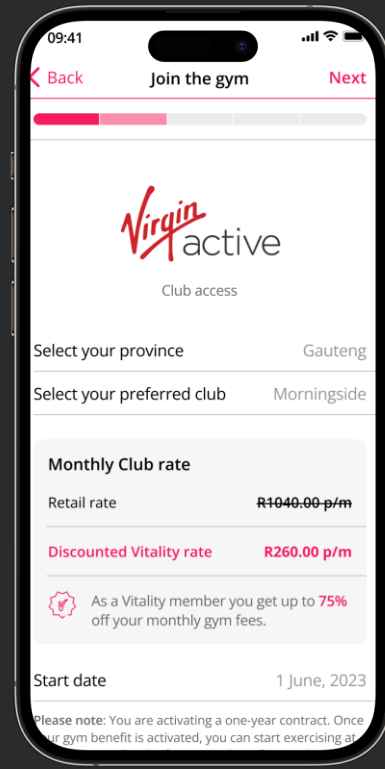 09:41
Back Join the gym Next
Virgin
active
Club access
Select your province Gauteng
Select your preferred club Morningside
Monthly Club rate
Retail rate R1040.00 p/m
Discounted Vitality rate R260.00 p/m
As a Vitality member you get up to 75%
off your monthly gym fees.
Start date 1 June, 2023
Please note: You are activating a one-year contract. Once
your gym benefit is activated, you can start exercising at